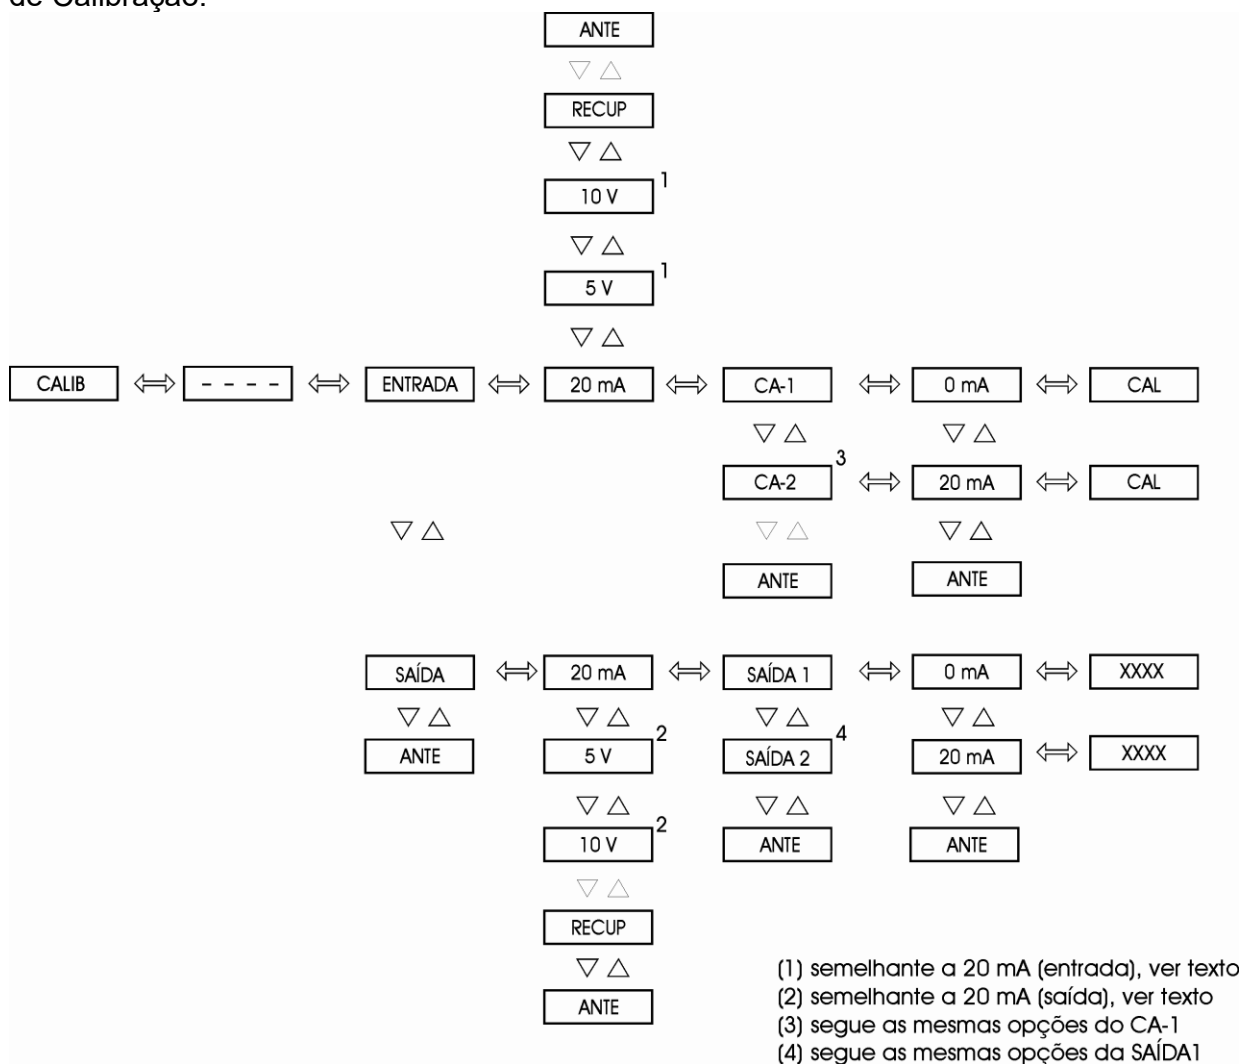 de Calibração.
ANTE
RECUP
10 V 1
5 V 1
CALIB - - - - ENTRADA 20 mA CA-1 0 mA CAL
CA-2 3 20 mA CAL
ANTE ANTE
SAÍDA 20 mA SAÍDA 1 0 mA XXXX
ANTE 5 V 2 SAÍDA 2 4 20 mA XXXX
10 V 2 ANTE ANTE
RECUP
ANTE
(1) semelhante a 20 mA (entrada), ver texto
(2) semelhante a 20 mA (saída), ver texto
(3) segue as mesmas opções do CA-1
(4) segue as mesmas opções da SAÍDA1